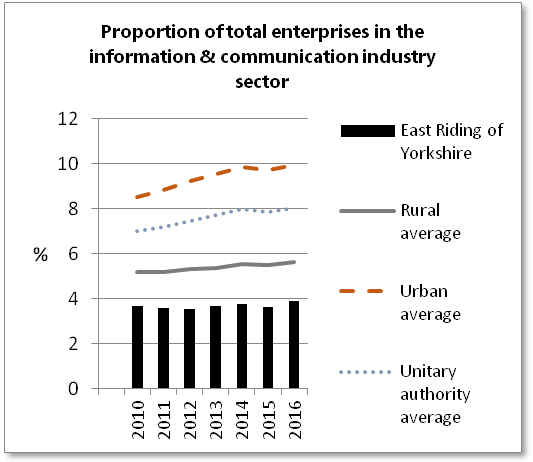 Proportion of total enterprises in the
information & communication industry
sector
12
10
8
6
4
2
0
%
2010
2011
2012
2013
2014
2015
2016
East Riding of
Yorkshire
Rural
average
Urban
average
Unitary
authority
average